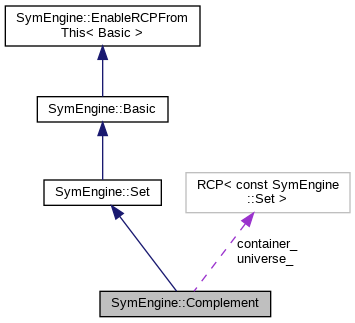 SymEngine::EnableRCPFrom
This< Basic >
SymEngine::Basic
SymEngine::Set
RCP< const SymEngine
::Set >
container_
universe_
SymEngine::Complement